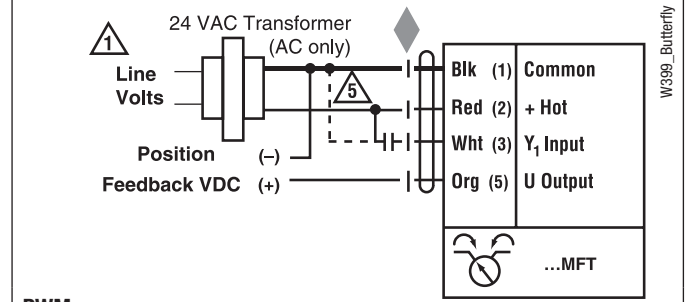 24 VAC Transformer
(AC only)
1
Line
Volts
5
Position (–)
Feedback VDC (+)
Blk (1) Common
Red (2) + Hot
Wht (3) Y1 Input
Org (5) U Output
...MFT
W399_Butterfly
PWM